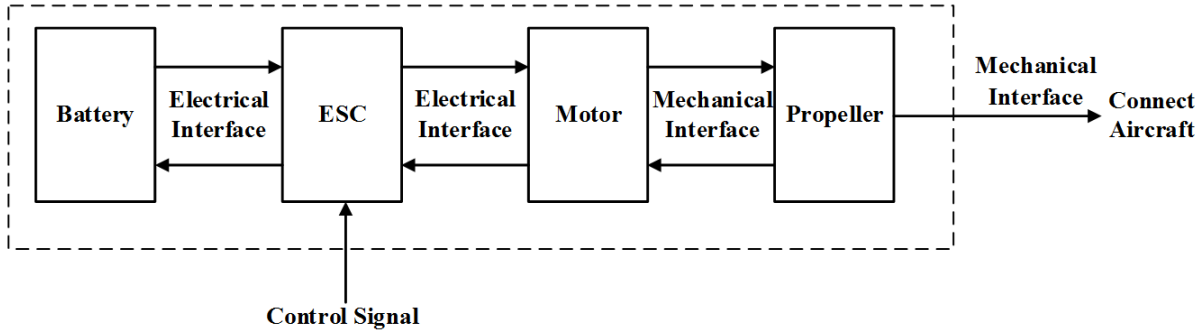 Battery
Electrical
Interface
ESC
Electrical
Interface
Motor
Mechanical
Interface
Propeller
Mechanical
Interface
Connect
Aircraft
Control Signal